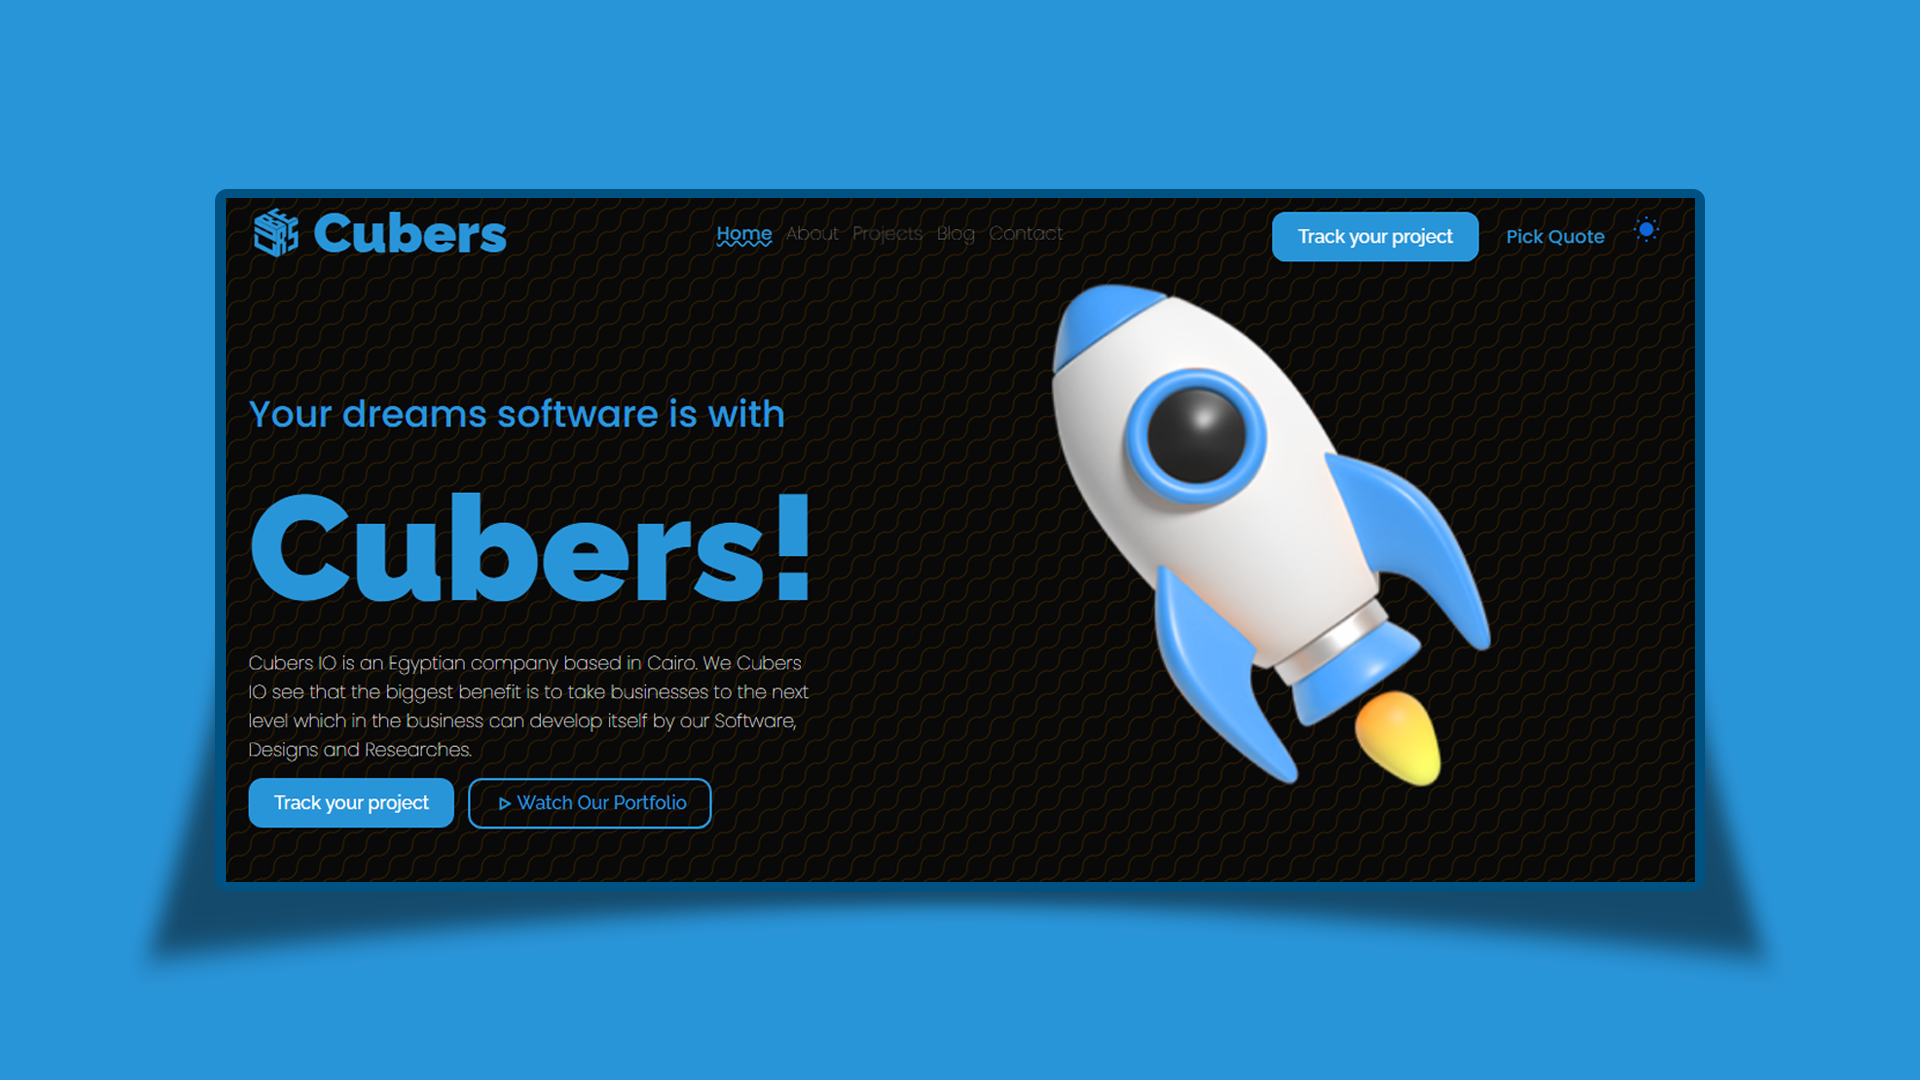 Cubers
Home About Projects Blog Contact
Track your project
Pick Quote
Your dreams software is with
Cubers!
Cubers IO is an Egyptian company based in Cairo. We Cubers
IO see that the biggest benefit is to take businesses to the next
level which in the business can develop itself by our Software,
Designs and Researches.
Track your project
Watch Our Portfolio